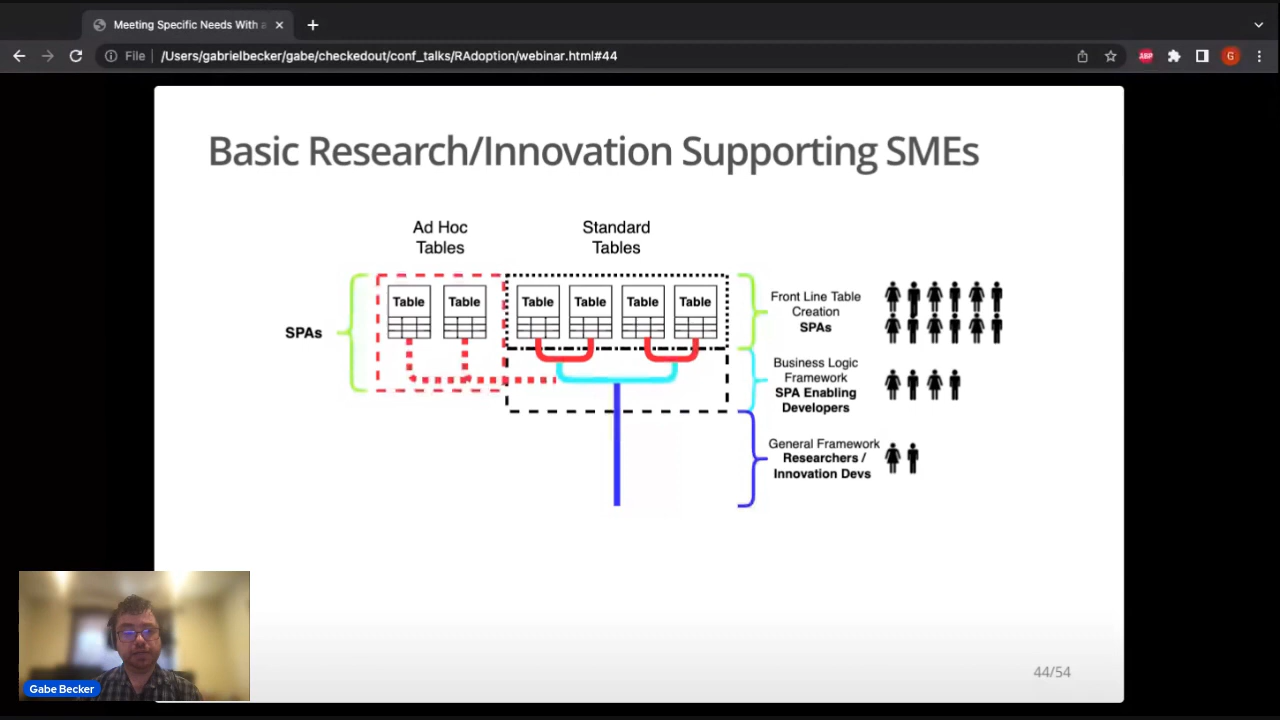 Meeting Specific Needs With a
File
/Users/gabrielbecker/gabe/checkedout/conf_talks/RAdoption/webinar.html#44
ABP
G
Basic Research/Innovation Supporting SMEs
Ad Hoc
Tables
Standard
Tables
SPAs
Table
Table
Table
Table
Table
Table
Front Line Table
Creation
SPAs
Business Logic
Framework
SPA Enabling
Developers
General Framework
Researchers /
Innovation Devs
Gabe Becker
44/54